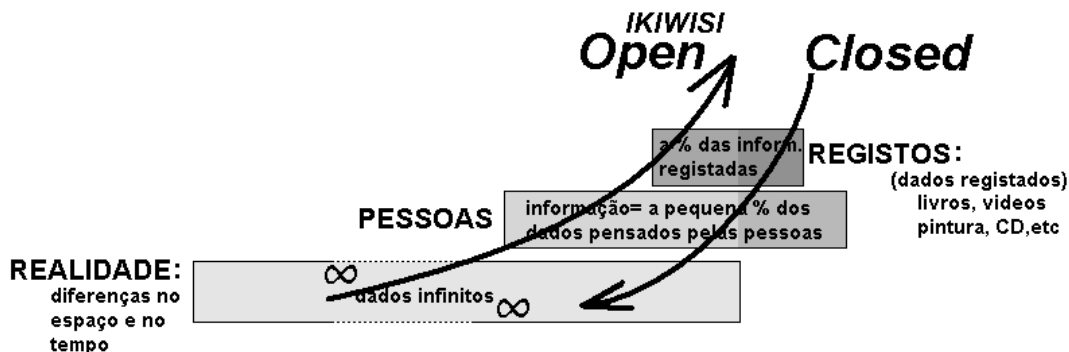 IKIWISI
Open Closed
a % das inform.
registadas
REGISTOS:
(dados registados)
livros, videos
pintura, CD,etc
PESSOAS
informação= a pequena % dos
dados pensados pelas pessoas
REALIDADE:
diferenças no
espaço e no
tempo
∞
dados infinitos
∞